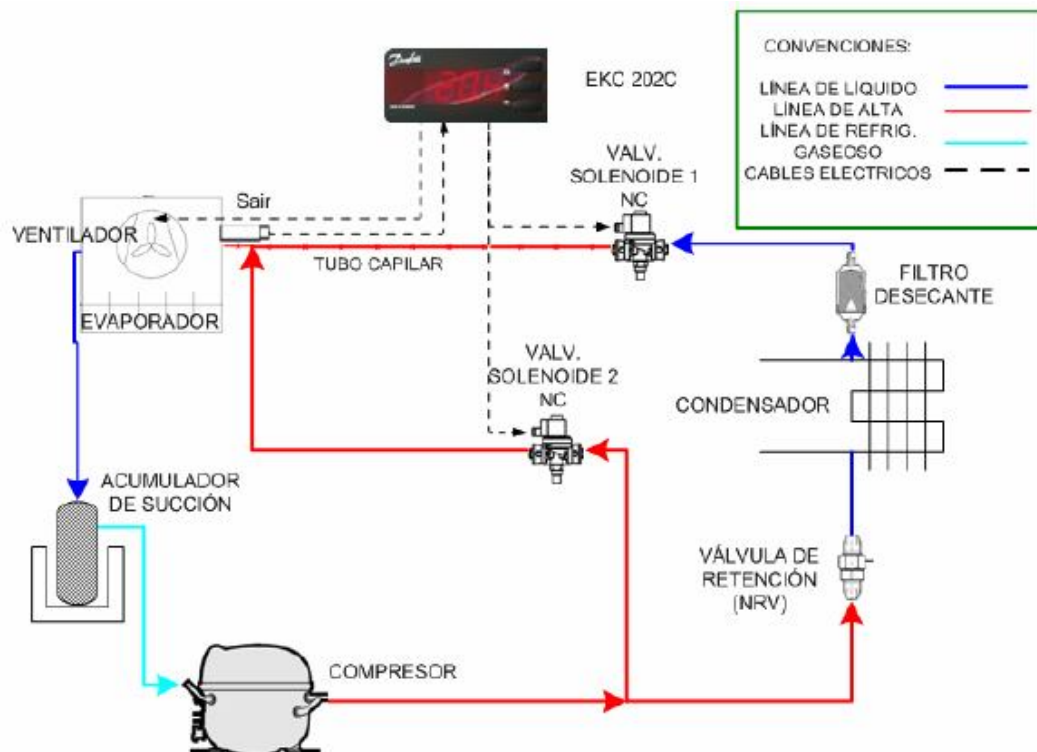 Danfoss
EKC 202C
CONVENCIONES:
LÍNEA DE LÍQUIDO
LÍNEA DE ALTA
LÍNEA DE REFRIG.
GASEOSO
CABLES ELECTRICOS
VALV.
SOLENOIDE 1
NC
Sair
VENTILADOR
TUBO CAPILAR
EVAPORADOR
FILTRO
DESECANTE
VALV.
SOLENOIDE 2
NC
CONDENSADOR
ACUMULADOR
DE SUCCIÓN
VÁLVULA DE
RETENCIÓN
(NRV)
COMPRESOR